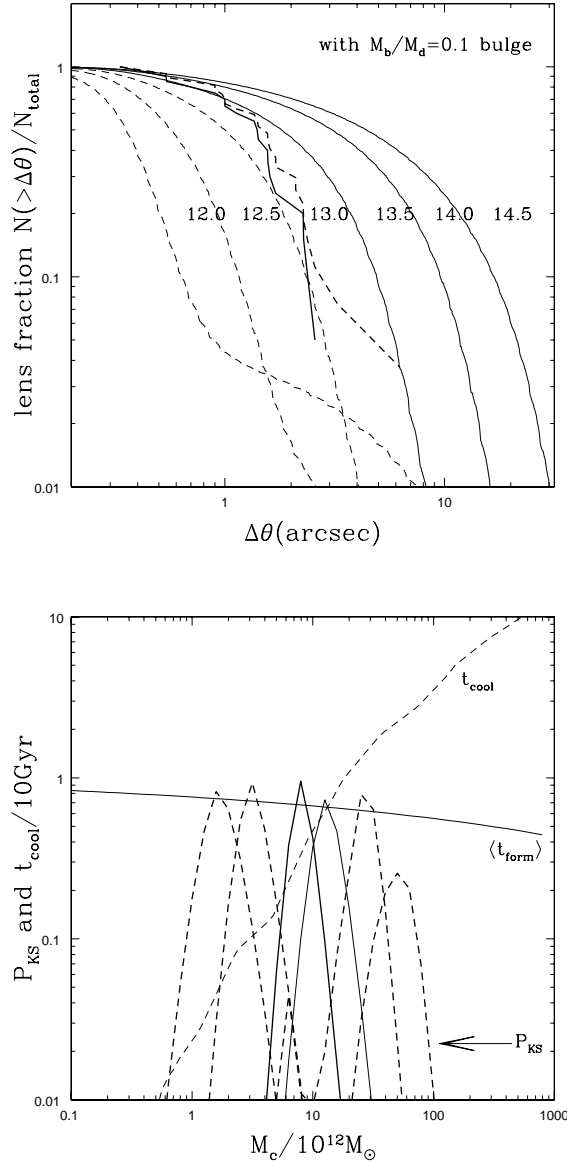 with M_b/M_d=0.1 bulge
1
0.1
0.01
lens fraction N(>Δθ)/N_total
12.0 12.5 13.0 13.5 14.0 14.5
1 10
Δθ(arcsec)
10
1
0.1
0.01
P_KS and t_cool/10Gyr
t_cool
⟨t_form⟩
P_KS
0.1 1 10 100 1000
M_c/10^12M_⊙